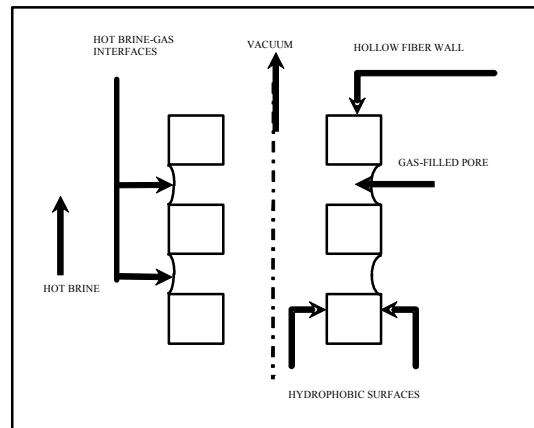 HOT BRINE-GAS
INTERFACES
VACUUM
HOLLOW FIBER WALL
GAS-FILLED PORE
HOT BRINE
HYDROPHOBIC SURFACES